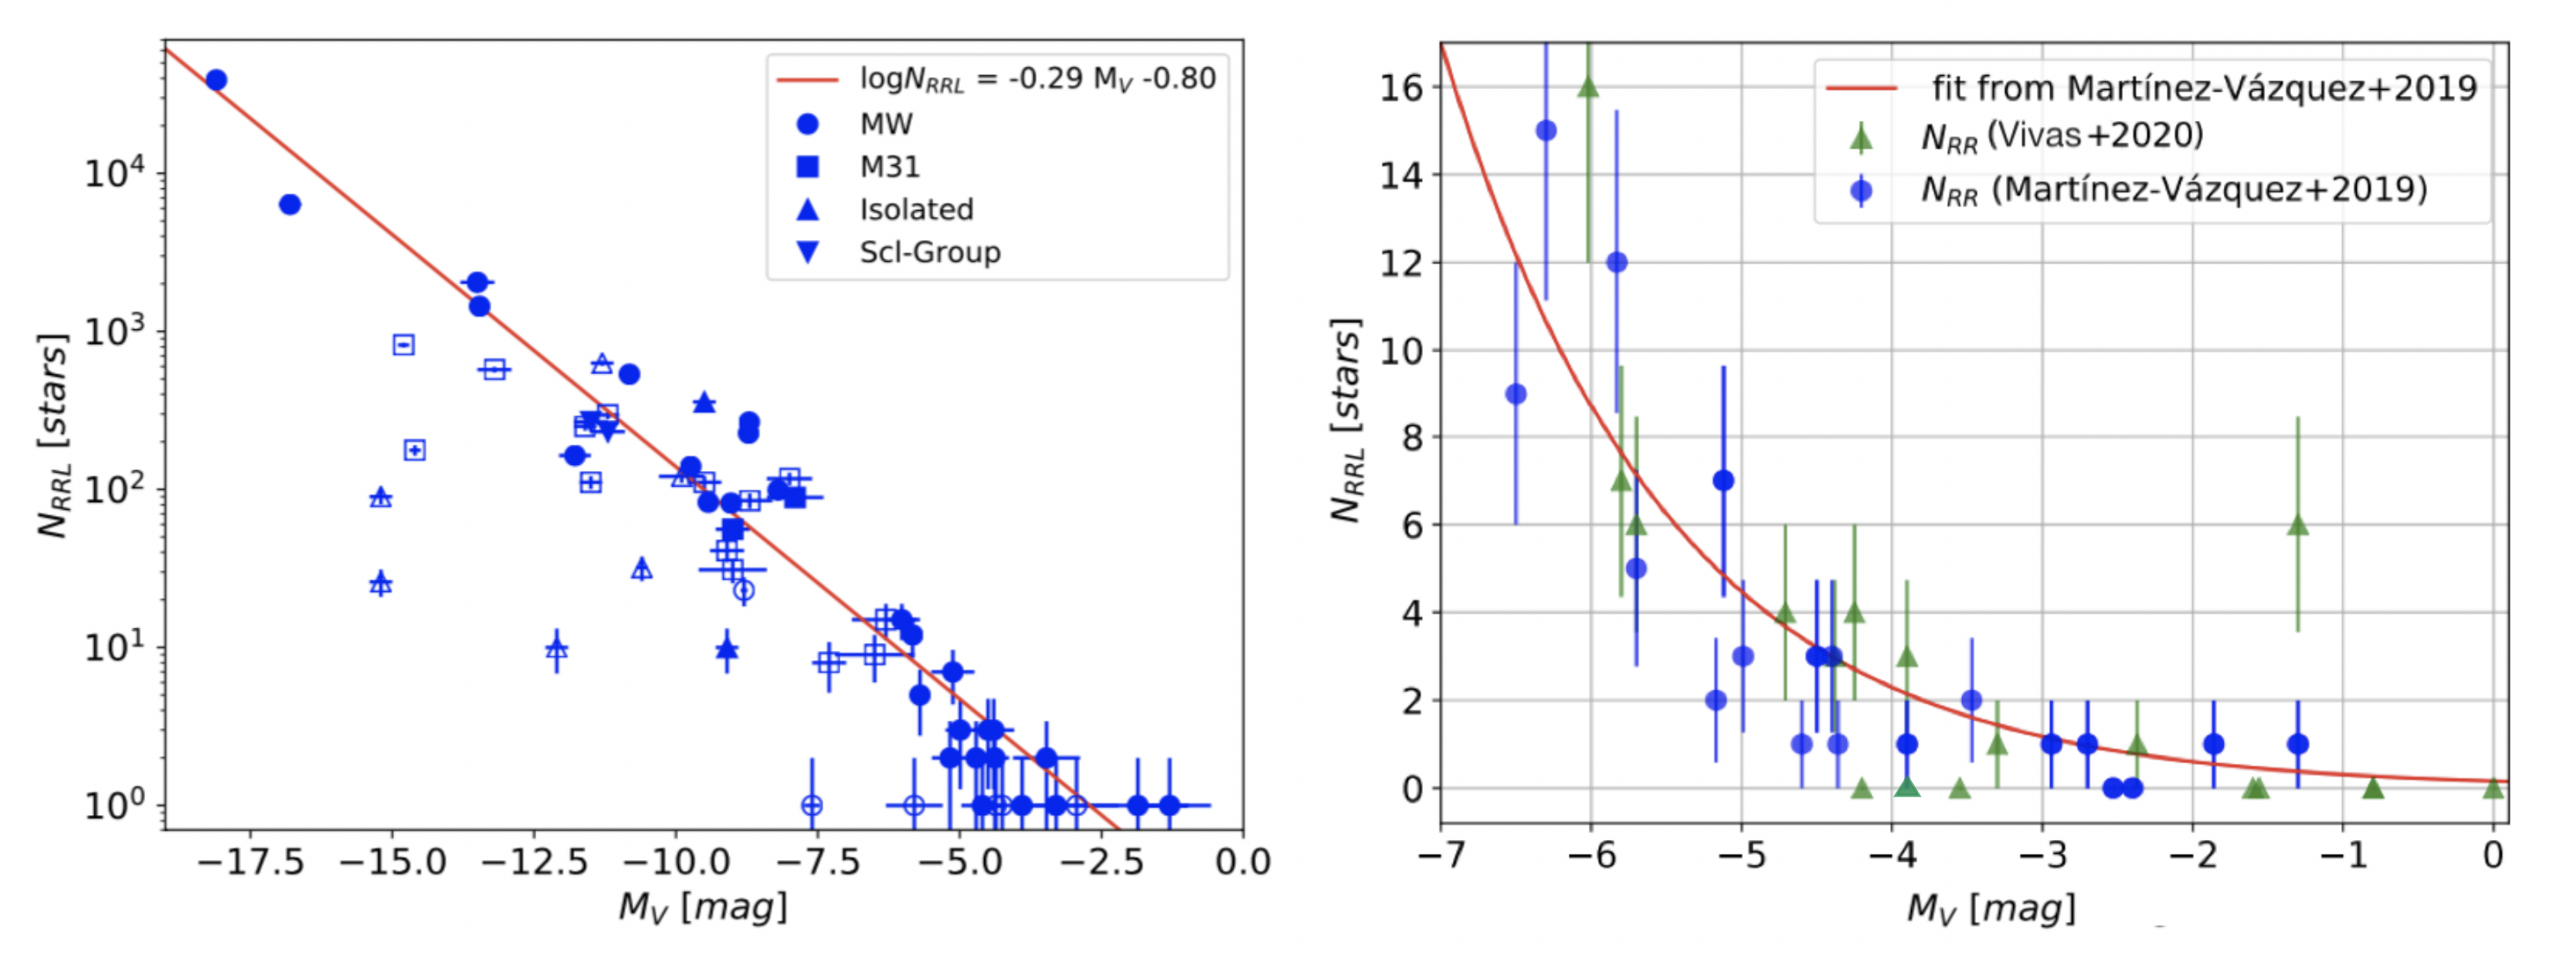 logN_RRL = -0.29 M_V -0.80
MW
M31
Isolated
Scl-Group
10^4
10^3
10^2
10^1
10^0
N_RRL [stars]
−17.5 −15.0 −12.5 −10.0 −7.5 −5.0 −2.5 0.0
M_V [mag]
fit from Martínez-Vázquez+2019
N_RR (Vivas+2020)
N_RR (Martínez-Vázquez+2019)
16
14
12
10
8
6
4
2
0
N_RRL [stars]
−7 −6 −5 −4 −3 −2 −1 0
M_V [mag]